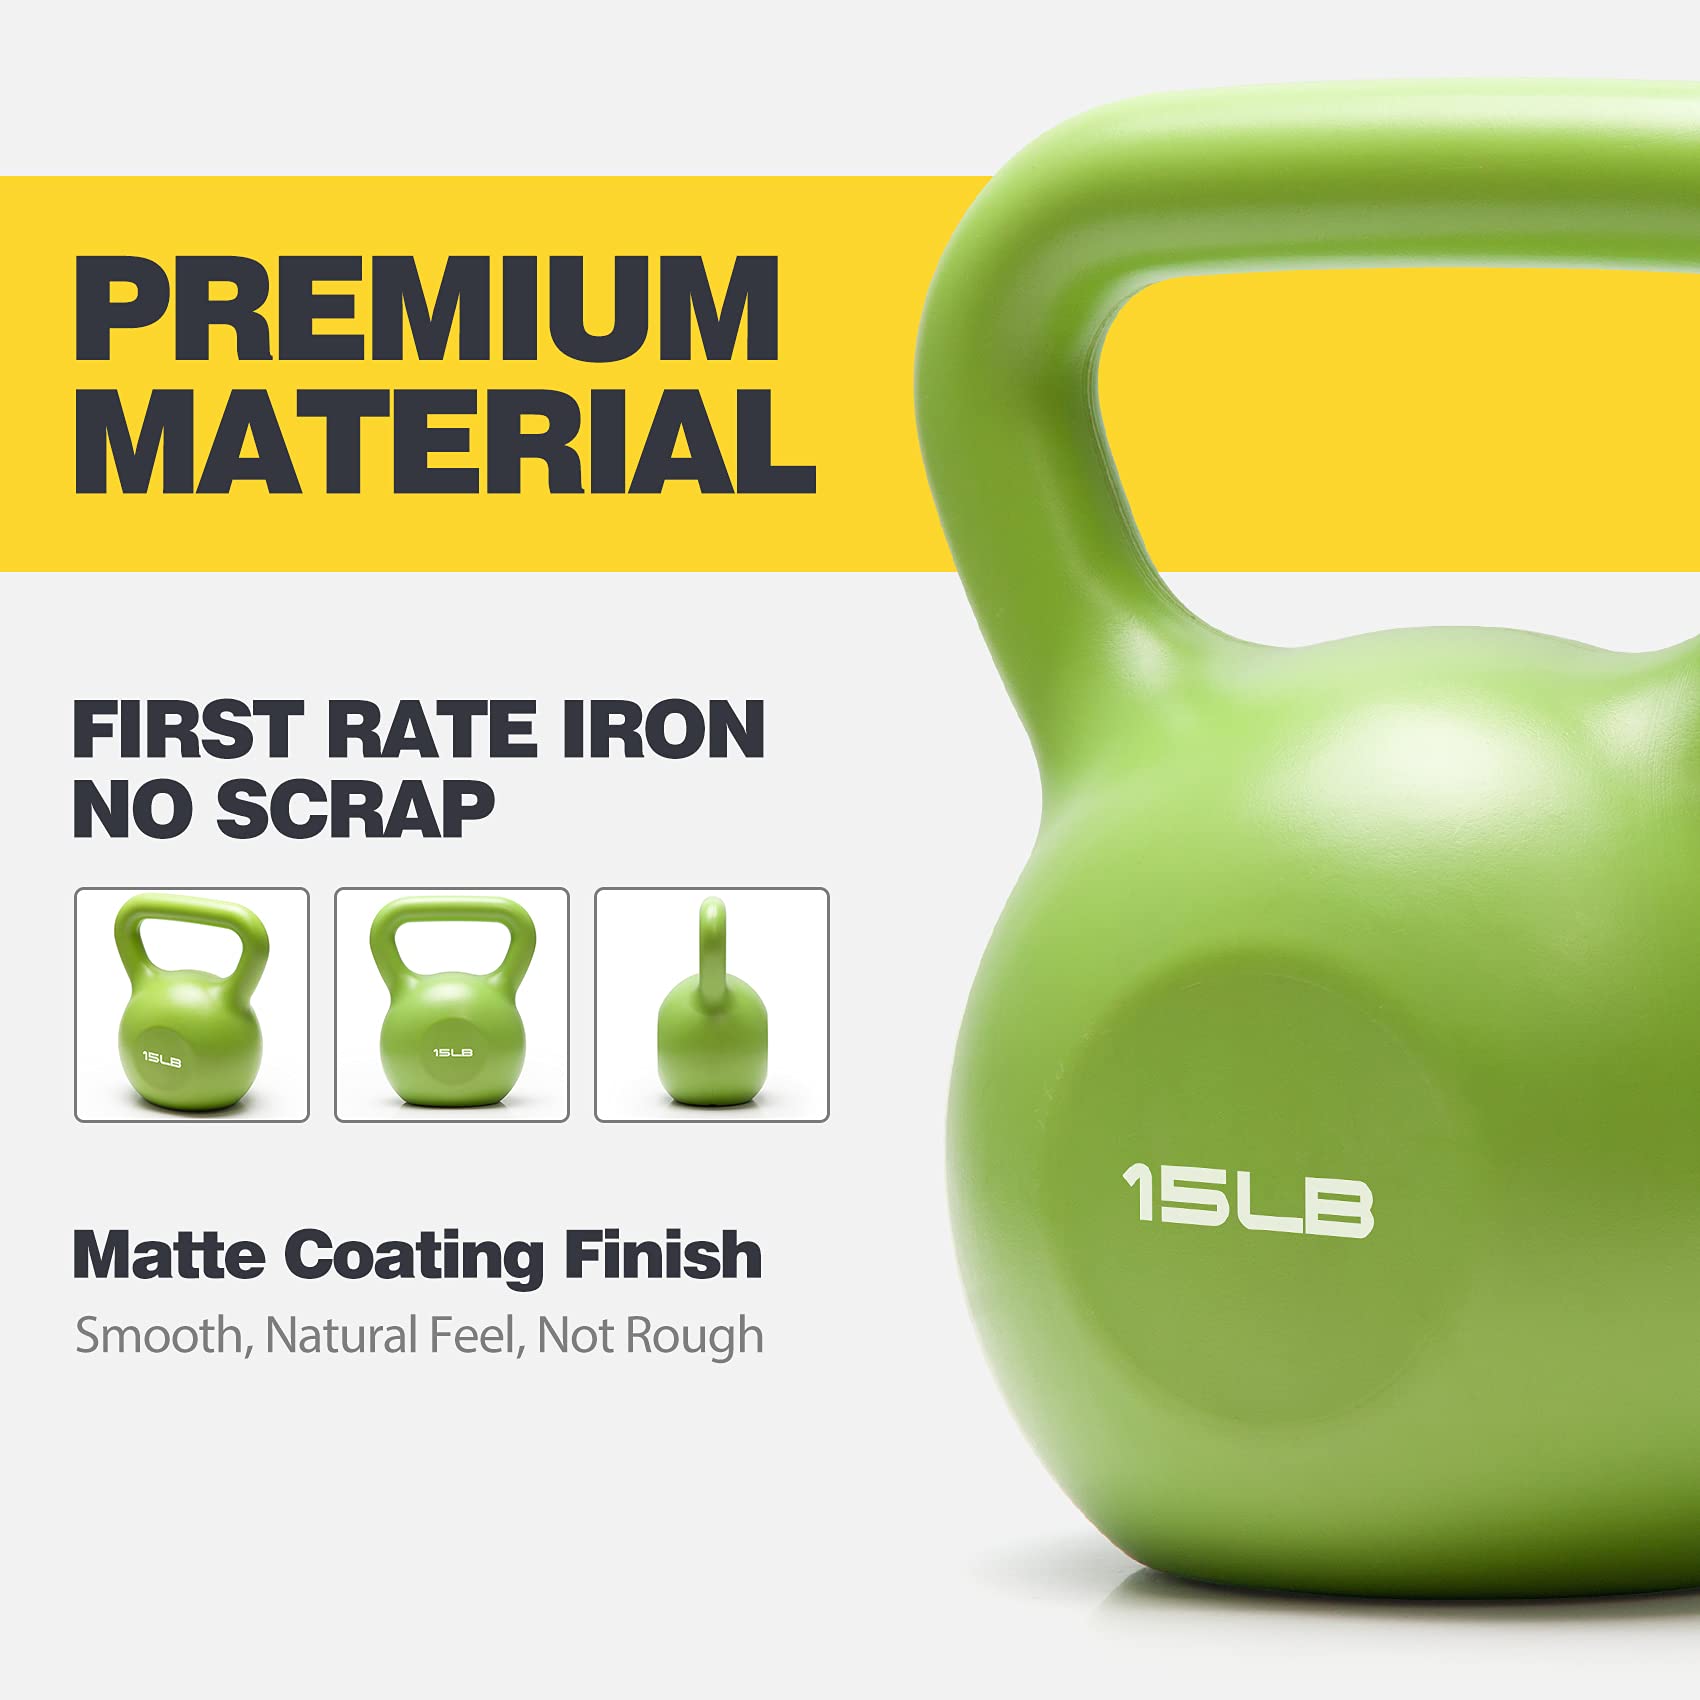 PREMIUM
MATERIAL
FIRST RATE IRON
NO SCRAP
15LB
15LB
Matte Coating Finish
Smooth, Natural Feel, Not Rough
15LB